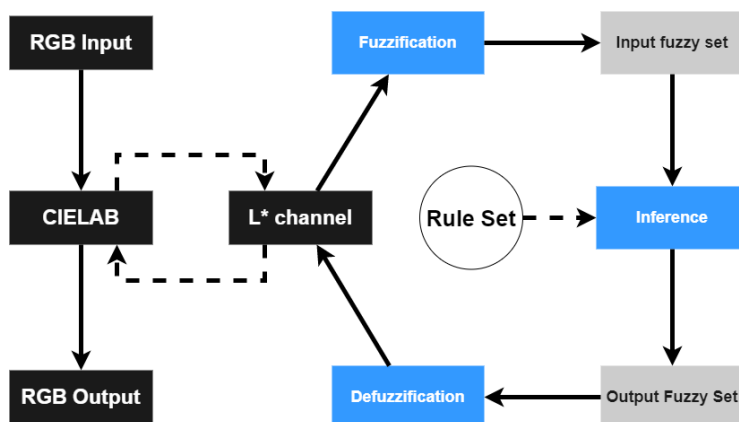 RGB Input
Fuzzification
Input fuzzy set
CIELAB
L* channel
Rule Set
Inference
RGB Output
Defuzzification
Output Fuzzy Set